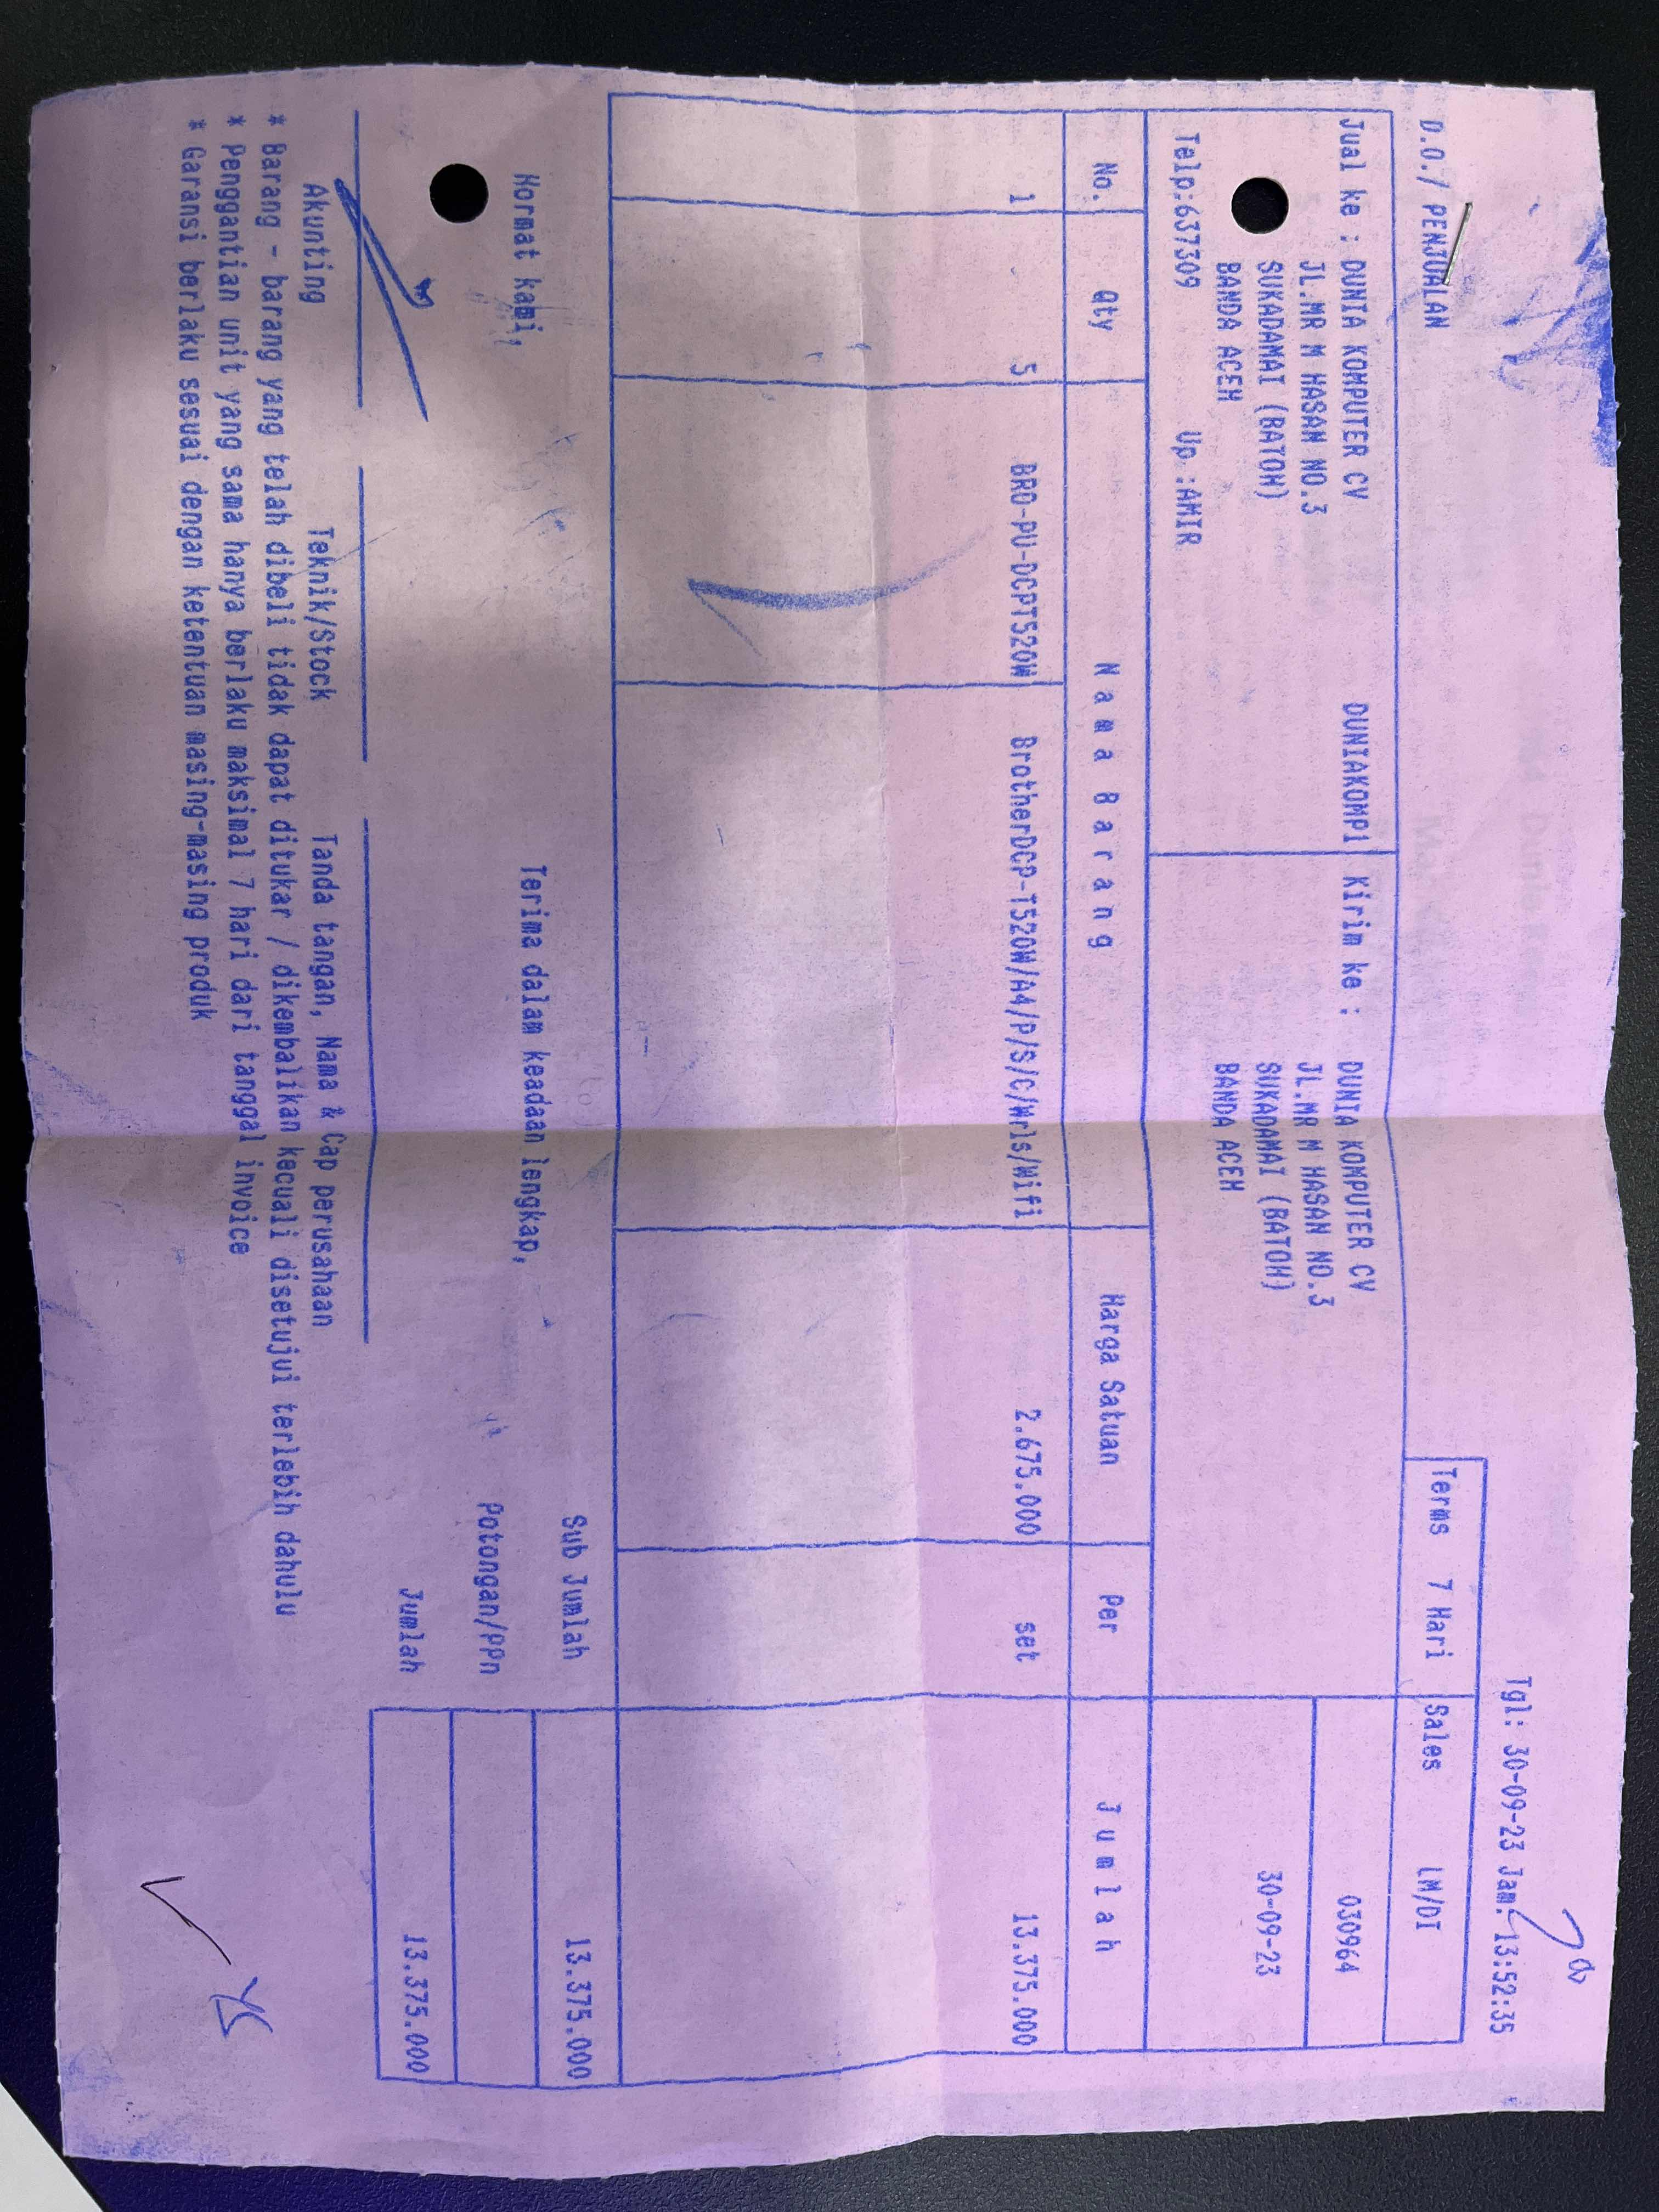 Tgl: 30-09-23 Jam: 13:52:35
D.O./ PENJUALAN
Terms 7 Hari Sales LM/DI
Jual ke : DUNIA KOMPUTER CV DUNIAKOMP1 Kirim ke : DUNIA KOMPUTER CV 030964
JL.MR M HASAN NO.3 JL.MR M HASAN NO.3
SUKADAMAI (BATOH) SUKADAMAI (BATOH) 30-09-23
BANDA ACEH BANDA ACEH
Telp:637309 Up :AMIR
No. Qty Nama Barang Harga Satuan Per Jumlah
1 5 BRO-PU-DCPT520W BrotherDCP-T520W/A4/P/S/C/Wrls/Wifi 2.675.000 set 13.375.000
Sub Jumlah 13.375.000
Hormat kami, Terima dalam keadaan lengkap,
Potongan/PPn
Jumlah 13.375.000
Akunting Teknik/Stock Tanda tangan, Nama & Cap perusahaan
* Barang - barang yang telah dibeli tidak dapat ditukar / dikembalikan kecuali disetujui terlebih dahulu
* Penggantian unit yang sama hanya berlaku maksimal 7 hari dari tanggal invoice
* Garansi berlaku sesuai dengan ketentuan masing-masing produk